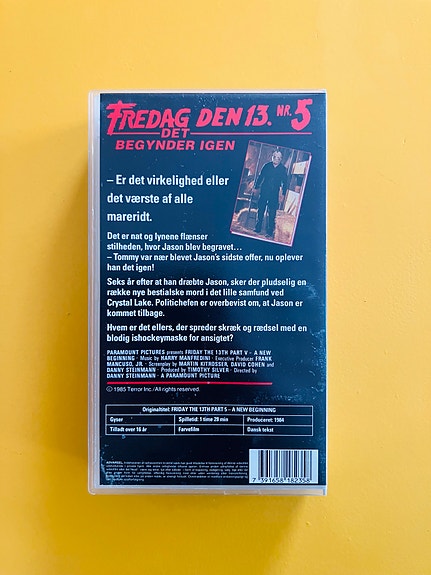 FREDAG DEN 13. NR. 5
DET
BEGYNDER IGEN
– Er det virkelighed eller
det værste af alle
mareridt.
Det er nat og lynene flænser
stilheden, hvor Jason blev begravet...
– Tommy var nær blevet Jason's sidste offer, nu oplever
han det igen!
Seks år efter at han dræbte Jason, sker der pludselig en
række nye bestialske mord i det lille samfund ved
Crystal Lake. Politichefen er overbevist om, at Jason er
kommet tilbage.
Hvem er det ellers, der spreder skræk og rædsel med en
blodig ishockeymaske for ansigtet?
PARAMOUNT PICTURES presents FRIDAY THE 13TH PART V – A NEW
BEGINNING · Music by HARRY MANFREDINI · Executive Producer FRANK
MANCUSO, JR. · Screenplay by MARTIN KITROSSER, DAVID COHEN and
DANNY STEINMANN · Produced by TIMOTHY SILVER · Directed by
DANNY STEINMANN · A PARAMOUNT PICTURE
© 1985 Terror Inc./All rights reserved.
Originaltitel: FRIDAY THE 13TH PART 5 – A NEW BEGINNING
Gyser Spilletid: 1 time 28 min Produceret: 1984
Tilladt over 16 år Farvefilm Dansk tekst
7 391658 182358